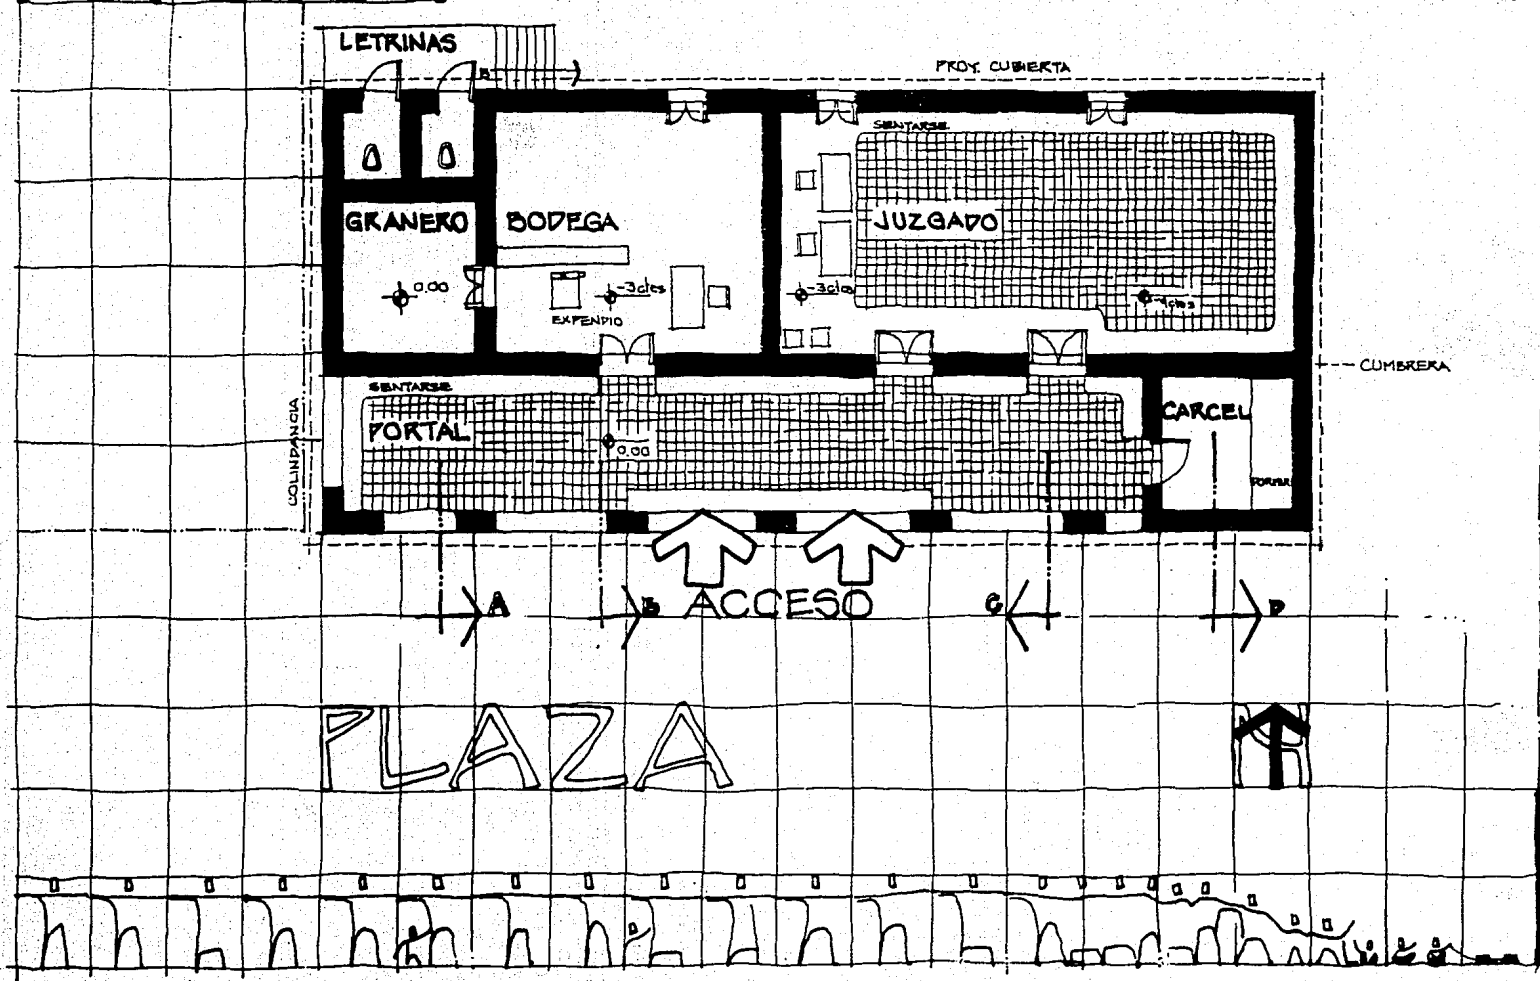 LETRINAS
B
PROY. CUBIERTA
SENTARSE
GRANERO
BODEGA
JUZGADO
0.00
-3ctes
-3ctes
EXPENDIO
CUMBRERA
SENTARSE
PORTAL
CARCEL
COLINDANCIA
0.00
A
B
ACCESO
C
D
PLAZA